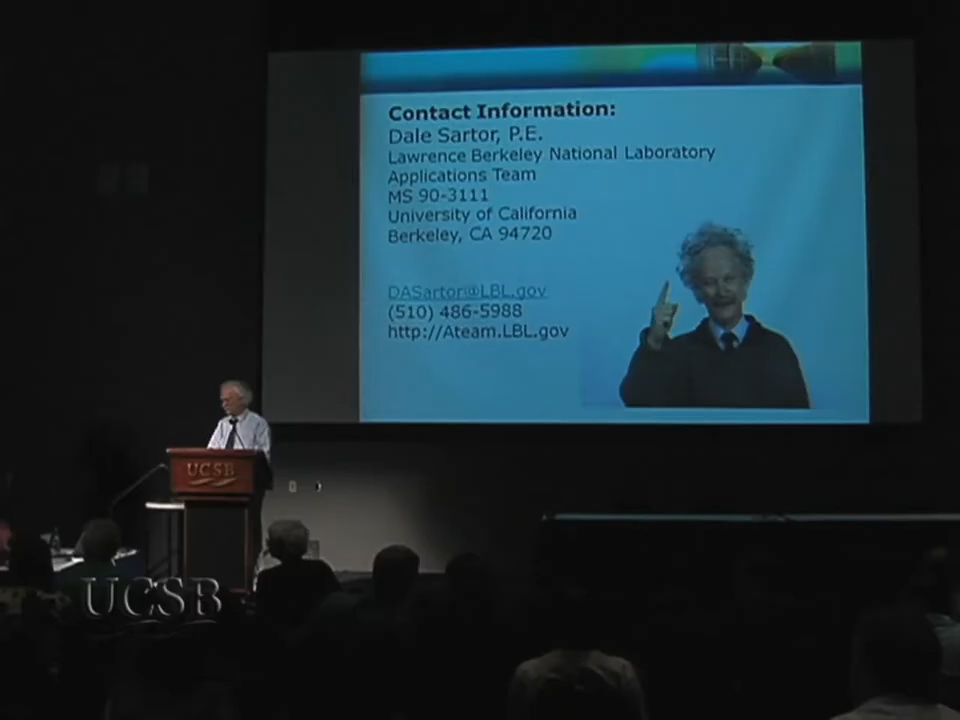 Contact Information:
Dale Sartor, P.E.
Lawrence Berkeley National Laboratory
Applications Team
MS 90-3111
University of California
Berkeley, CA 94720
DASartor@LBL.gov
(510) 486-5988
http://Ateam.LBL.gov
UCSB
UCSB